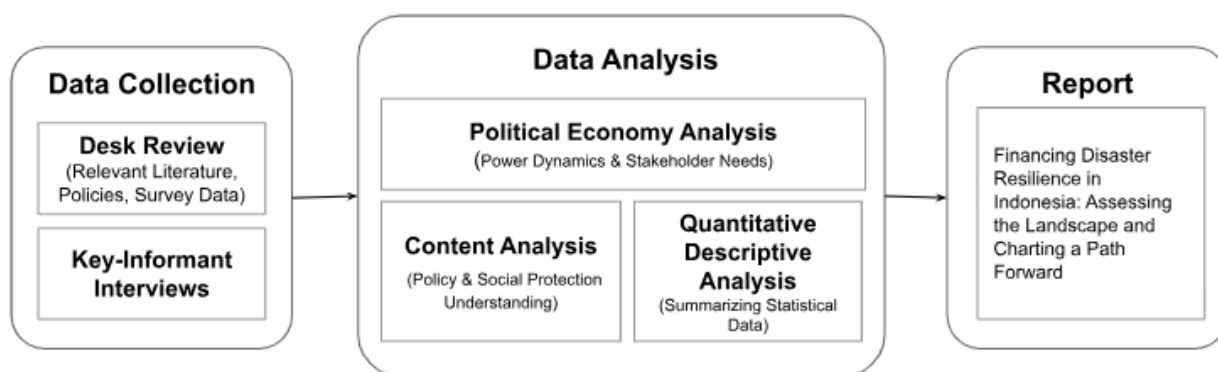 Data Collection
Desk Review
(Relevant Literature,
Policies, Survey Data)
Key-Informant
Interviews
Data Analysis
Political Economy Analysis
(Power Dynamics & Stakeholder Needs)
Content Analysis
(Policy & Social Protection
Understanding)
Quantitative
Descriptive
Analysis
(Summarizing Statistical
Data)
Report
Financing Disaster
Resilience in
Indonesia: Assessing
the Landscape and
Charting a Path
Forward